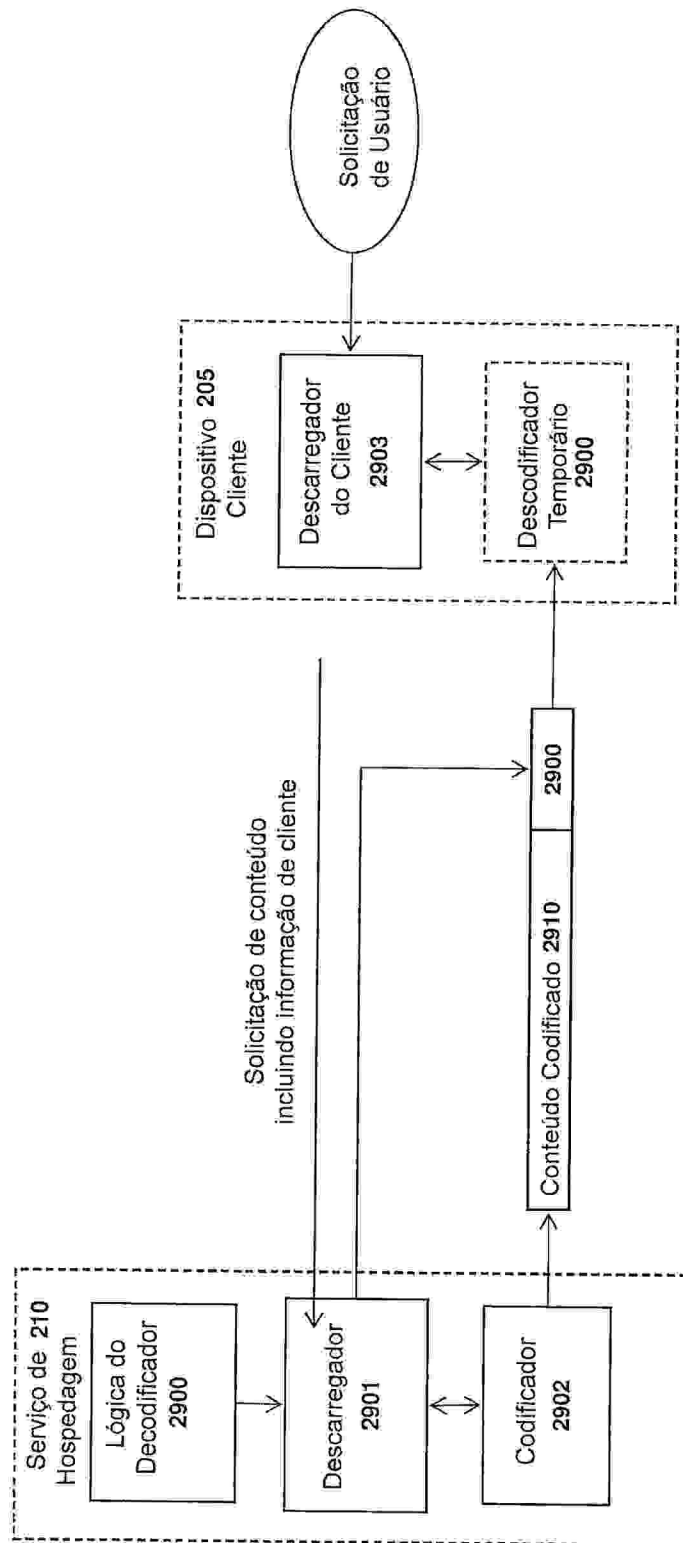 Serviço de 210
Hospedagem
Lógica do
Decodificador
2900
Descarregador
2901
Codificador
2902
Solicitação de conteúdo
incluindo informação de cliente
Conteúdo Codificado 2910
2900
Dispositivo 205
Cliente
Descarregador
do Cliente
2903
Descodificador
Temporário
2900
Solicitação
de Usuário